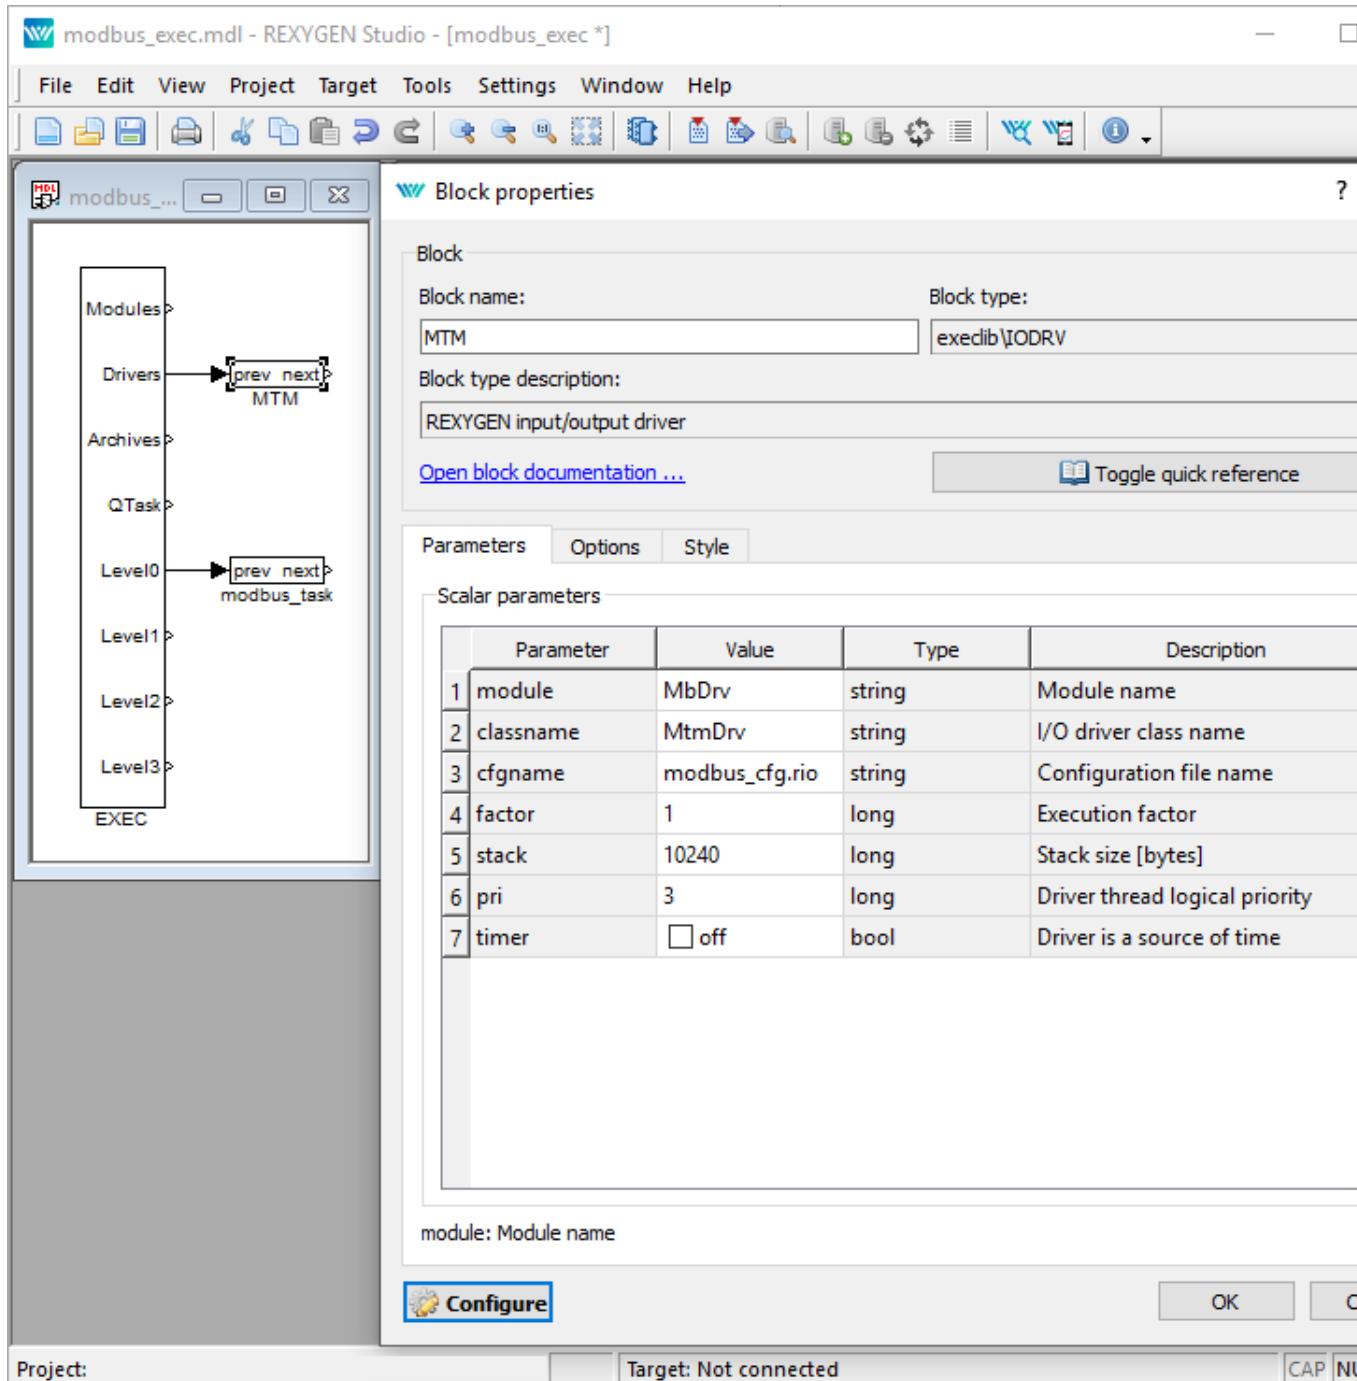 modbus_exec.mdl - REXYGEN Studio - [modbus_exec *]
File Edit View Project Target Tools Settings Window Help
modbus_...
Modules
Drivers
prev next
MTM
Archives
QTask
Level0
prev next
modbus_task
Level1
Level2
Level3
EXEC
Block properties
?
Block
Block name:
Block type:
MTM
execlib\IODRV
Block type description:
REXYGEN input/output driver
Open block documentation ...
Toggle quick reference
Parameters Options Style
Scalar parameters
Parameter Value Type Description
1 module MbDrv string Module name
2 classname MtmDrv string I/O driver class name
3 cfgname modbus_cfg.rio string Configuration file name
4 factor 1 long Execution factor
5 stack 10240 long Stack size [bytes]
6 pri 3 long Driver thread logical priority
7 timer off bool Driver is a source of time
module: Module name
Configure
OK
Project:
Target: Not connected
CAP